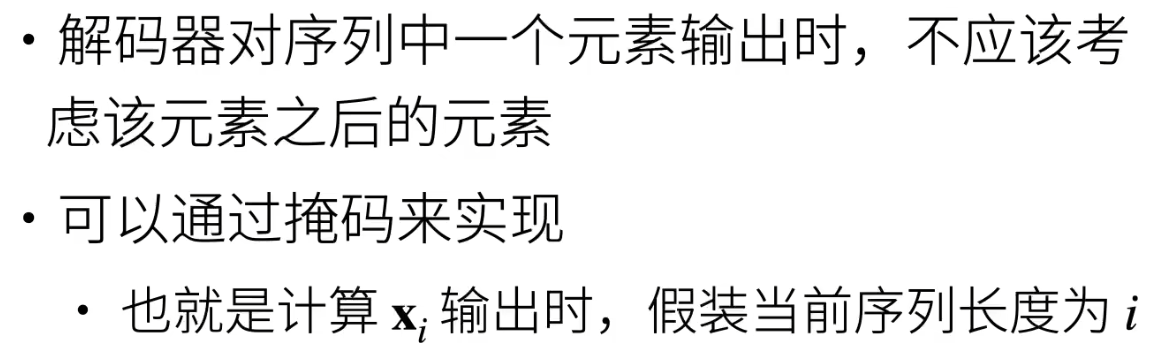 • 解码器对序列中一个元素输出时，不应该考
虑该元素之后的元素
• 可以通过掩码来实现
• 也就是计算 xᵢ 输出时，假装当前序列长度为 i